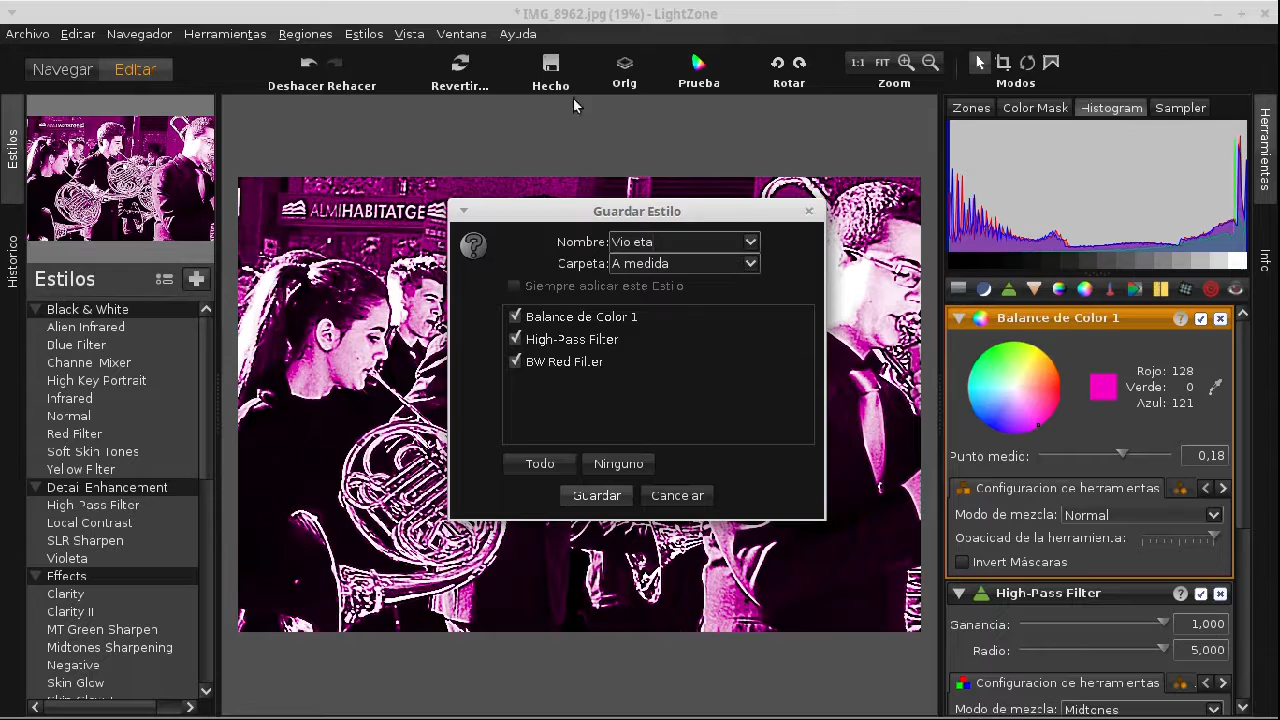 * IMG_8962.jpg (19%) - LightZone
Archivo Editar Navegador Herramientas Regiones Estilos Vista Ventana Ayuda
Navegar Editar
Deshacer Rehacer Revertir... Hecho Orig Prueba Rotar 1:1 FIT Zoom Modos
Estilos
Historico
Estilos
Black & White
Alien Infrared
Blue Filter
Channel Mixer
High Key Portrait
Infrared
Normal
Red Filter
Soft Skin Tones
Yellow Filter
Detail Enhancement
High-Pass Filter
Local Contrast
SLR Sharpen
Violeta
Effects
Clarity
Clarity II
MT Green Sharpen
Midtones Sharpening
Negative
Skin Glow
ALMIHABITATGE
Guardar Estilo
Nombre: Violeta
Carpeta: A medida
Siempre aplicar este Estilo
Balance de Color 1
High-Pass Filter
BW Red Filter
Todo Ninguno
Guardar Cancelar
Zones Color Mask Histogram Sampler
Herramientas
Info
Balance de Color 1
Rojo: 128
Verde: 0
Azul: 121
Punto medio: 0,18
Configuracion de herramientas
Modo de mezcla: Normal
Opacidad de la herramienta:
Invert Máscaras
High-Pass Filter
Ganancia: 1,000
Radio: 5,000
Configuracion de herramientas
Modo de mezcla: Midtones